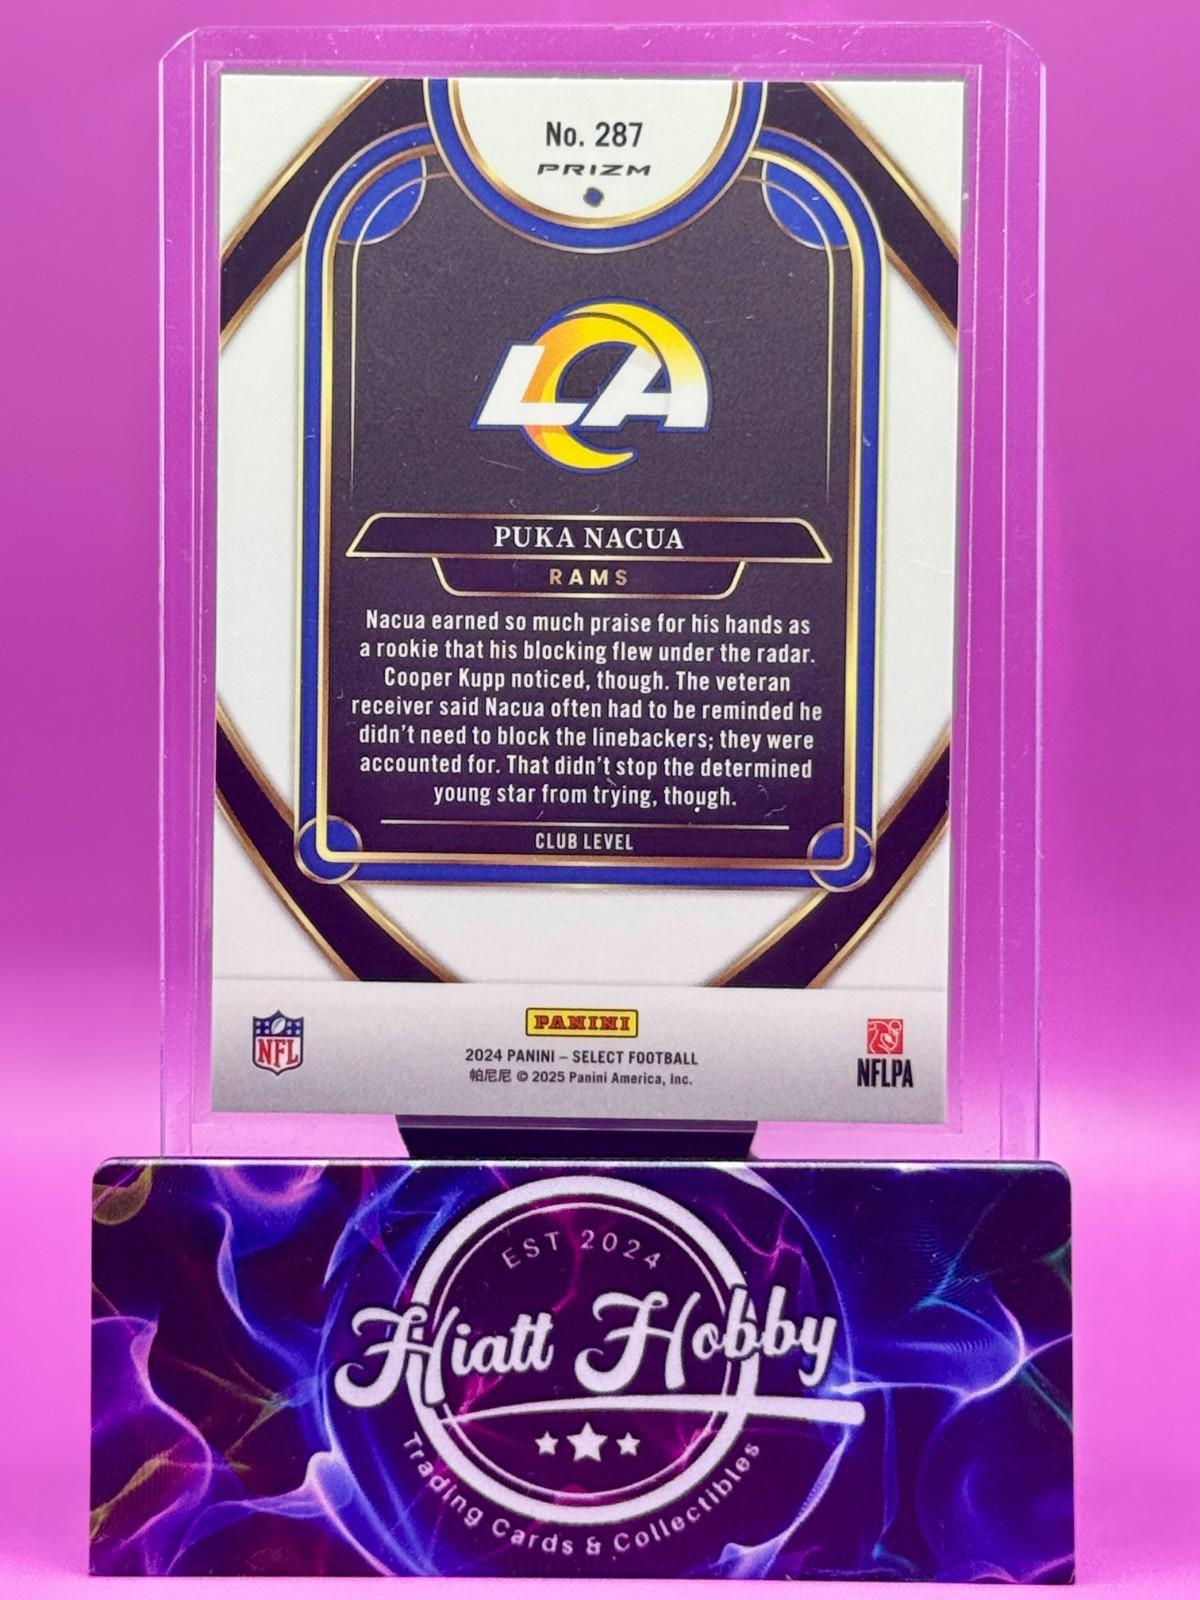 No. 287
PRIZM
LA
PUKA NACUA
RAMS
Nacua earned so much praise for his hands as
a rookie that his blocking flew under the radar.
Cooper Kupp noticed, though. The veteran
receiver said Nacua often had to be reminded he
didn't need to block the linebackers; they were
accounted for. That didn't stop the determined
young star from trying, though.
CLUB LEVEL
NFL
PANINI
2024 PANINI – SELECT FOOTBALL
帕尼尼 © 2025 Panini America, Inc.
NFLPA
EST 2024
Hiatt Hobby
Trading Cards & Collectibles